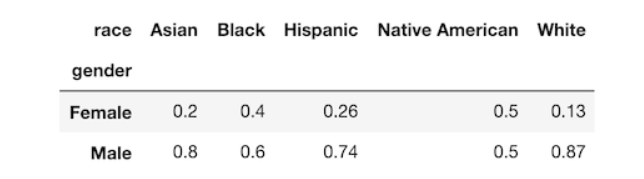 race Asian Black Hispanic Native American White
gender
Female 0.2 0.4 0.26 0.5 0.13
Male 0.8 0.6 0.74 0.5 0.87